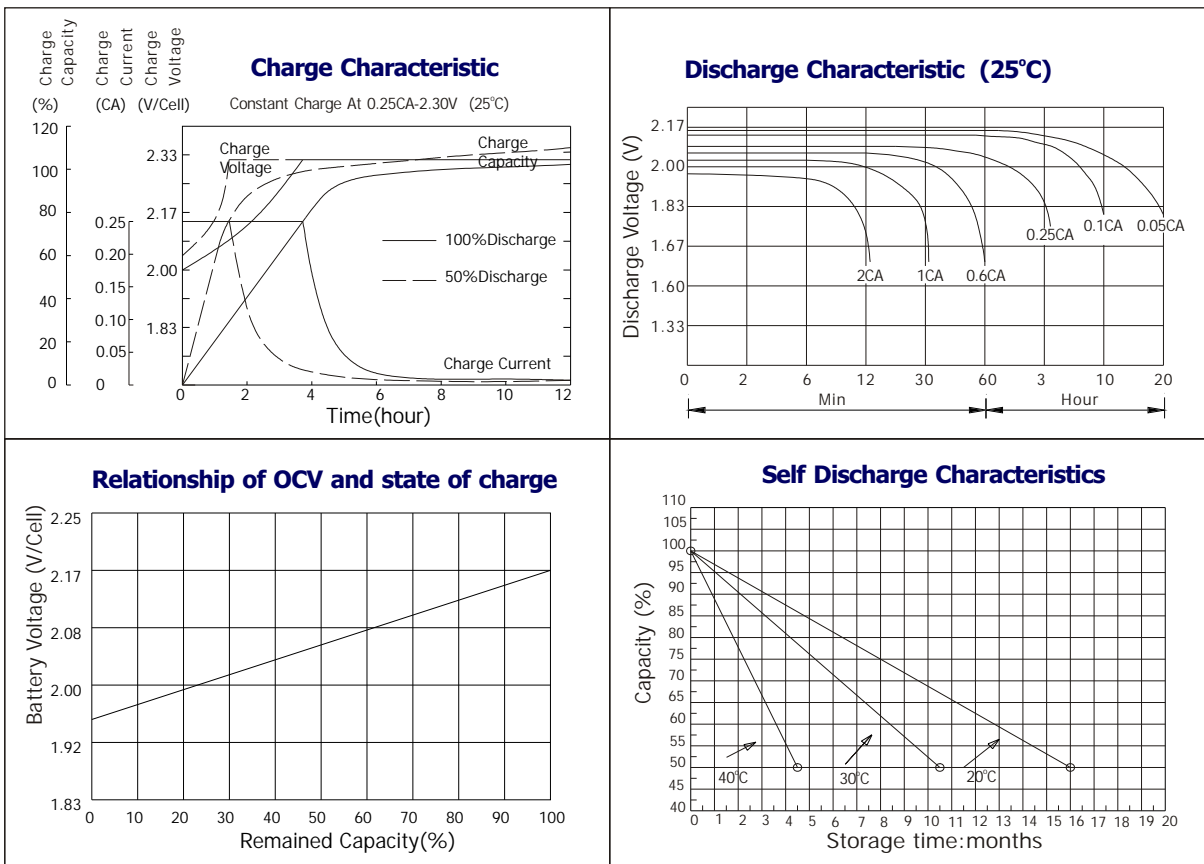 Charge
Capacity
Charge
Current
Charge
Voltage
Charge Characteristic
(%)
(CA)
(V/Cell)
Constant Charge At 0.25CA-2.30V (25°C)
120
100
80
60
40
20
0
0.25
0.20
0.15
0.10
0.05
0
2.33
2.17
2.00
1.83
Charge
Voltage
Charge
Capacity
100%Discharge
50%Discharge
Charge Current
0 2 4 6 8 10 12
Time(hour)
Discharge Characteristic (25°C)
Discharge Voltage (V)
2.17
2.00
1.83
1.67
1.60
1.33
2CA
1CA
0.6CA
0.25CA
0.1CA
0.05CA
0 2 6 12 30 60 3 10 20
Min
Hour
Relationship of OCV and state of charge
Battery Voltage (V/Cell)
2.25
2.17
2.08
2.00
1.92
1.83
0 10 20 30 40 50 60 70 80 90 100
Remained Capacity(%)
Self Discharge Characteristics
Capacity (%)
110
105
100
95
90
85
80
75
70
65
60
55
50
45
40
40°C
30°C
20°C
0 1 2 3 4 5 6 7 8 9 10 11 12 13 14 15 16 17 18 19 20
Storage time:months